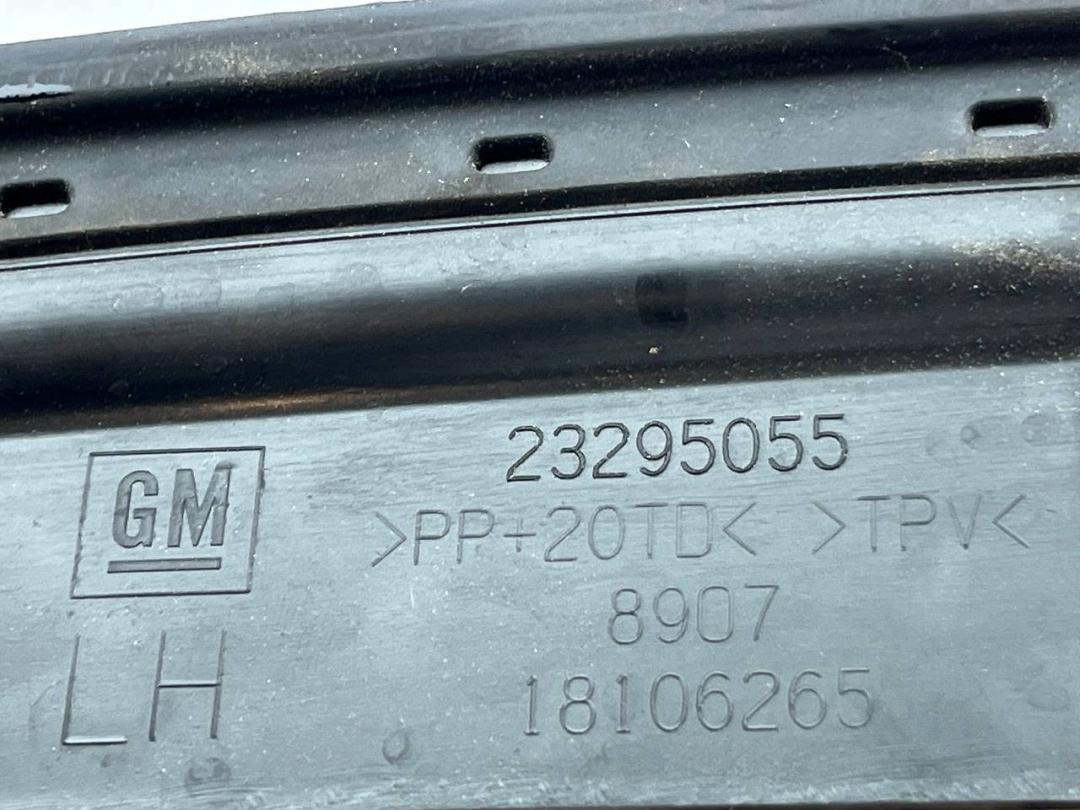 GM
23295055
>PP+20TD< >TPV<
8907
LH
18106265